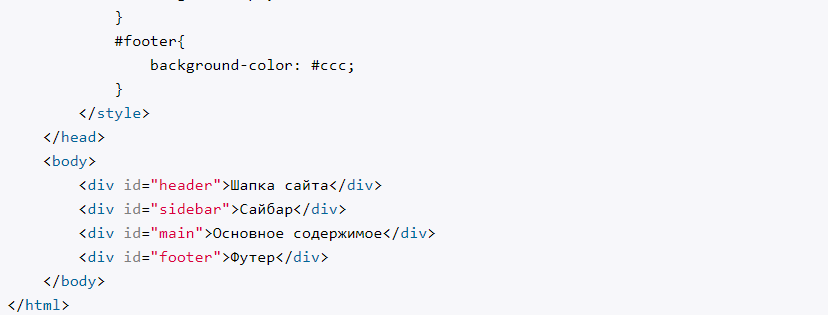 }
#footer{
background-color: #ccc;
}
</style>
</head>
<body>
<div id="header">Шапка сайта</div>
<div id="sidebar">Сайбар</div>
<div id="main">Основное содержимое</div>
<div id="footer">Футер</div>
</body>
</html>